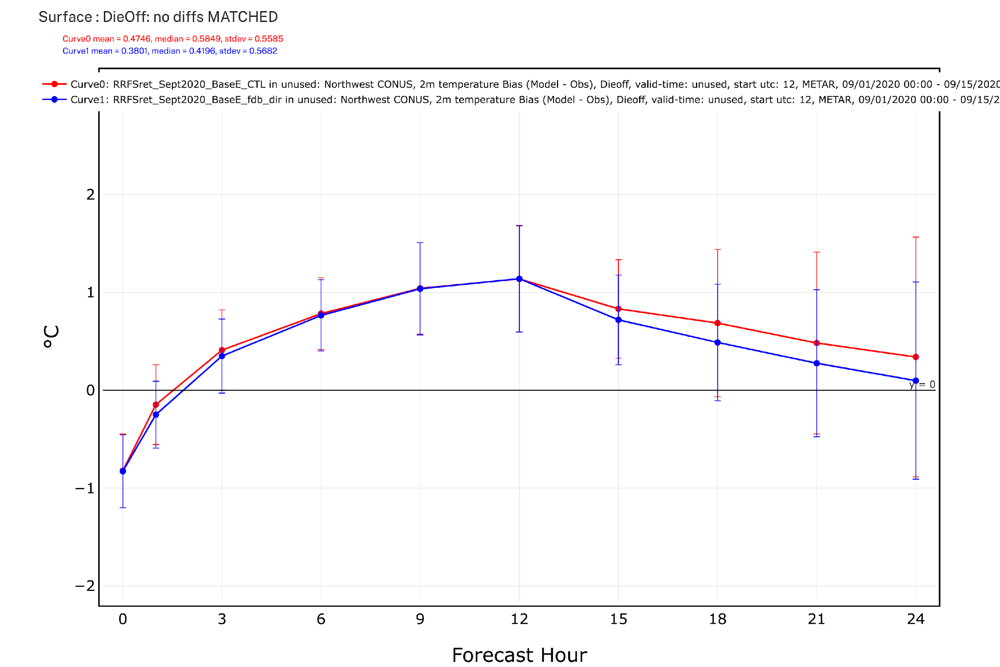 Surface : DieOff: no diffs MATCHED
Curve0 mean = 0.4746, median = 0.5849, stdev = 0.5585
Curve1 mean = 0.3801, median = 0.4196, stdev = 0.5682
Curve0: RRFSret_Sept2020_BaseE_CTL in unused: Northwest CONUS, 2m temperature Bias (Model - Obs), Dieoff, valid-time: unused, start utc: 12, METAR, 09/01/2020 00:00 - 09/15/2020
Curve1: RRFSret_Sept2020_BaseE_fdb_dir in unused: Northwest CONUS, 2m temperature Bias (Model - Obs), Dieoff, valid-time: unused, start utc: 12, METAR, 09/01/2020 00:00 - 09/15/2
2
1
°C
0
y = 0
−1
−2
0 3 6 9 12 15 18 21 24
Forecast Hour